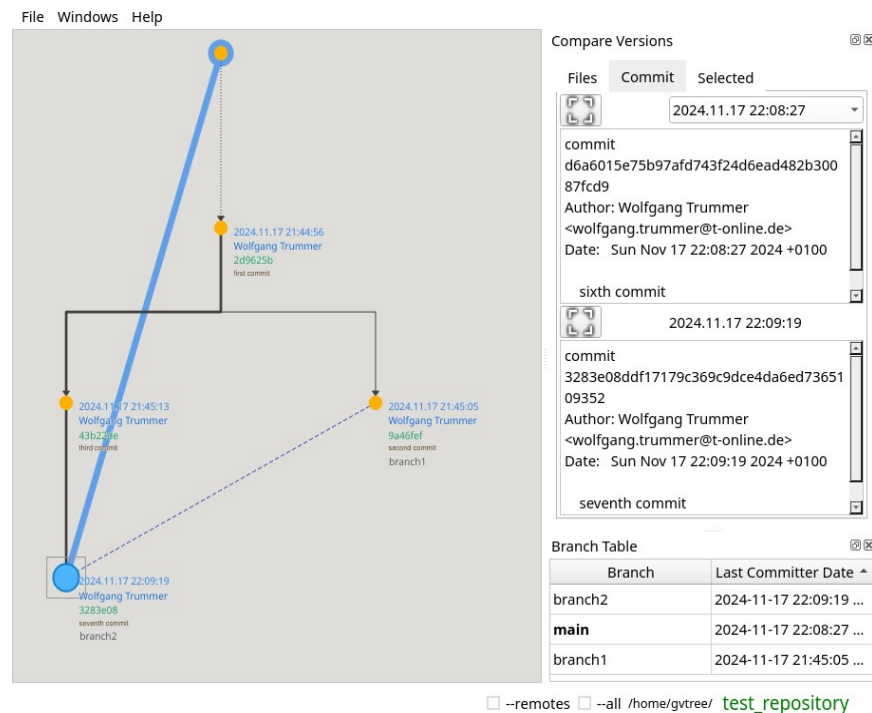 File Windows Help
2024.11.17 21:44:56
Wolfgang Trummer
2d9625b
first commit
2024.11.17 21:45:13
Wolfgang Trummer
third commit
2024.11.17 21:45:05
Wolfgang Trummer
9a46fef
second commit
branch1
2024.11.17 22:09:19
Wolfgang Trummer
3283e08
seventh commit
branch2
Compare Versions
Files Commit Selected
2024.11.17 22:08:27
commit
d6a6015e75b97afd743f24d6ead482b300
87fcd9
Author: Wolfgang Trummer
<wolfgang.trummer@t-online.de>
Date: Sun Nov 17 22:08:27 2024 +0100
sixth commit
2024.11.17 22:09:19
commit
3283e08ddf17179c369c9dce4da6ed73651
09352
Author: Wolfgang Trummer
<wolfgang.trummer@t-online.de>
Date: Sun Nov 17 22:09:19 2024 +0100
seventh commit
Branch Table
Branch Last Committer Date
branch2 2024-11-17 22:09:19 ...
main 2024-11-17 22:08:27 ...
branch1 2024-11-17 21:45:05 ...
--remotes --all /home/gvtree/ test_repository